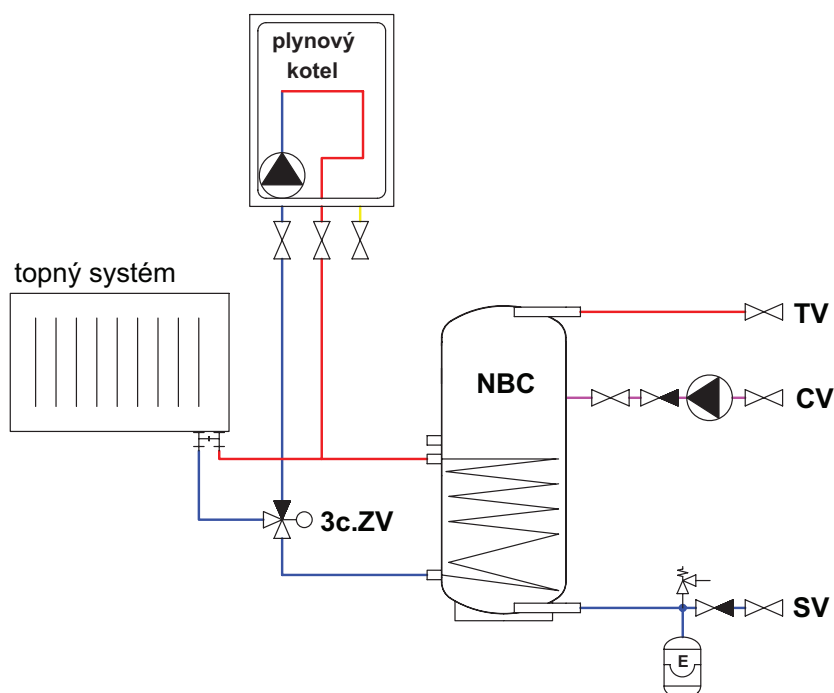 plynový
kotel
topný systém
TV
NBC
CV
3c.ZV
SV
E